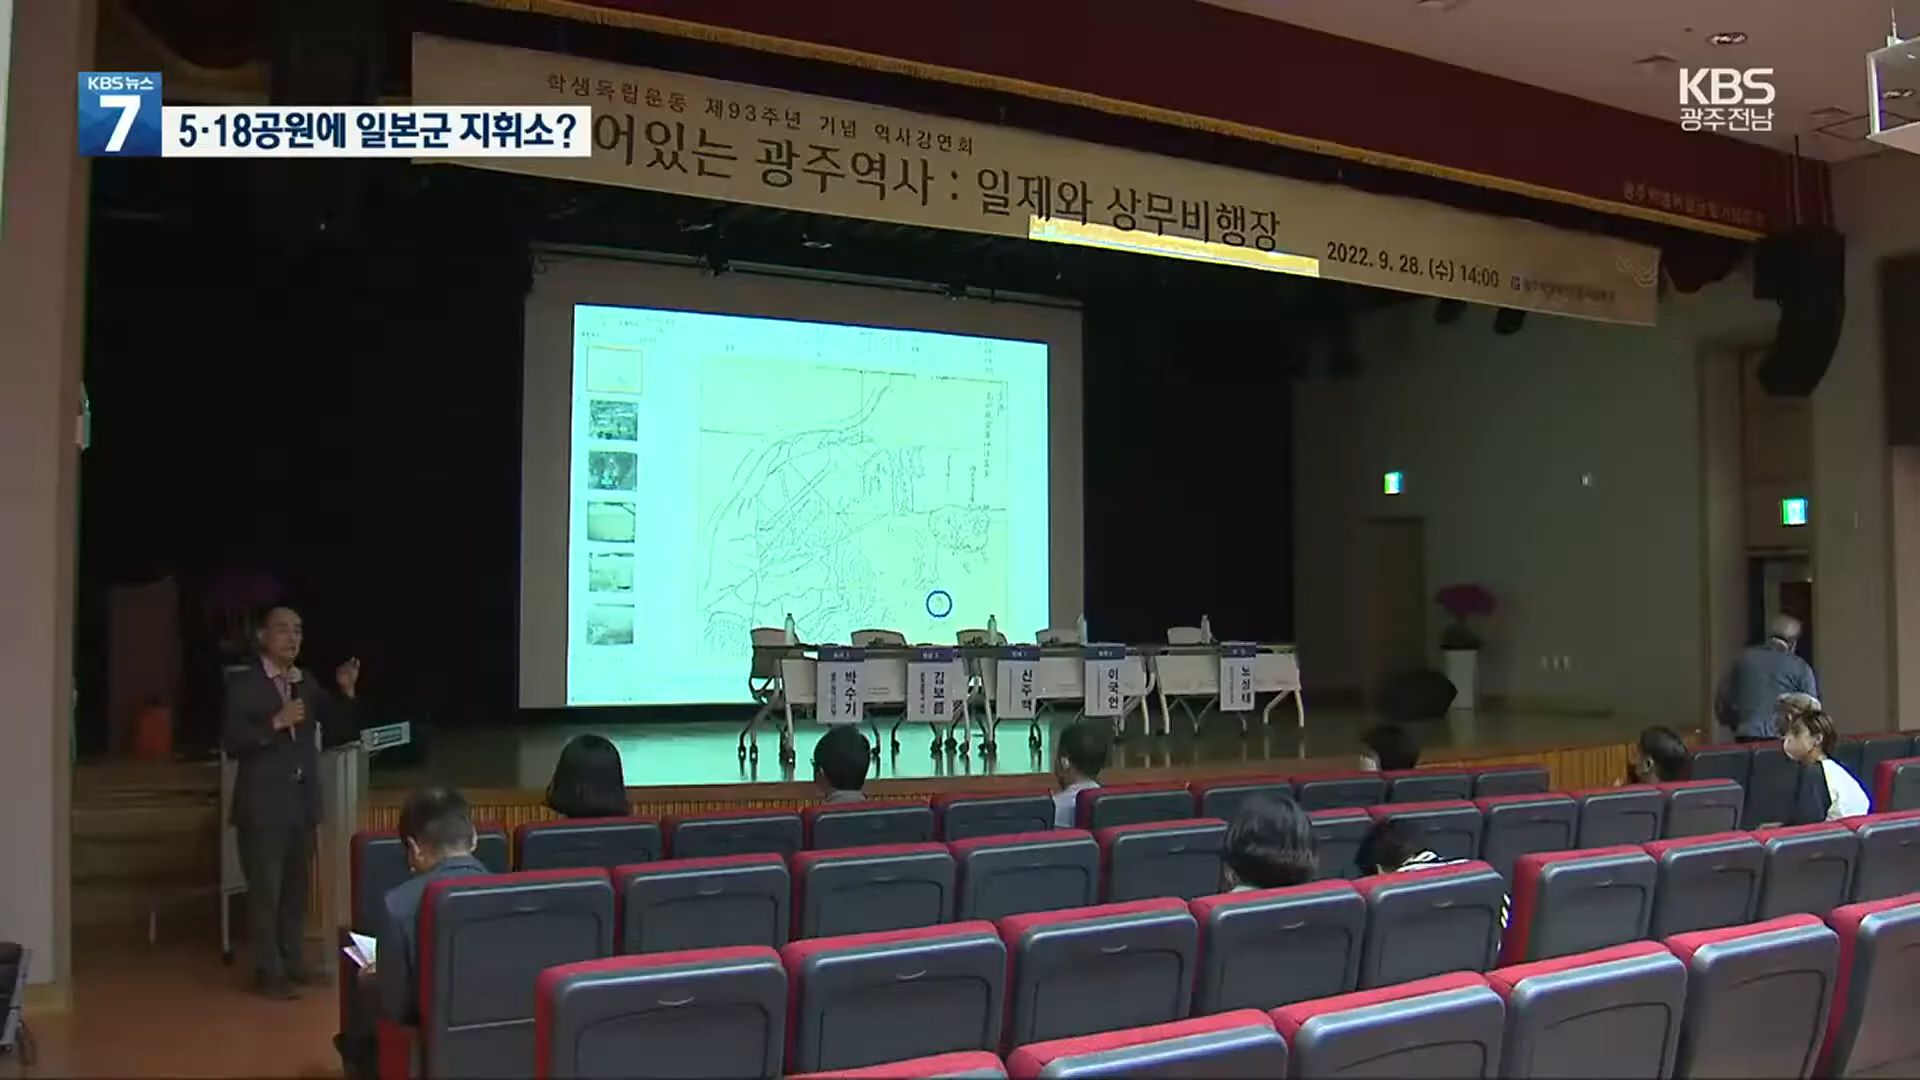 KBS 뉴스
7
5·18공원에 일본군 지휘소?
KBS
광주전남
학생독립운동 제93주년 기념 역사강연회
어있는 광주역사 : 일제와 상무비행장
2022. 9. 28. (수) 14:00
박수기
김보름
신주백
이국언
노성태